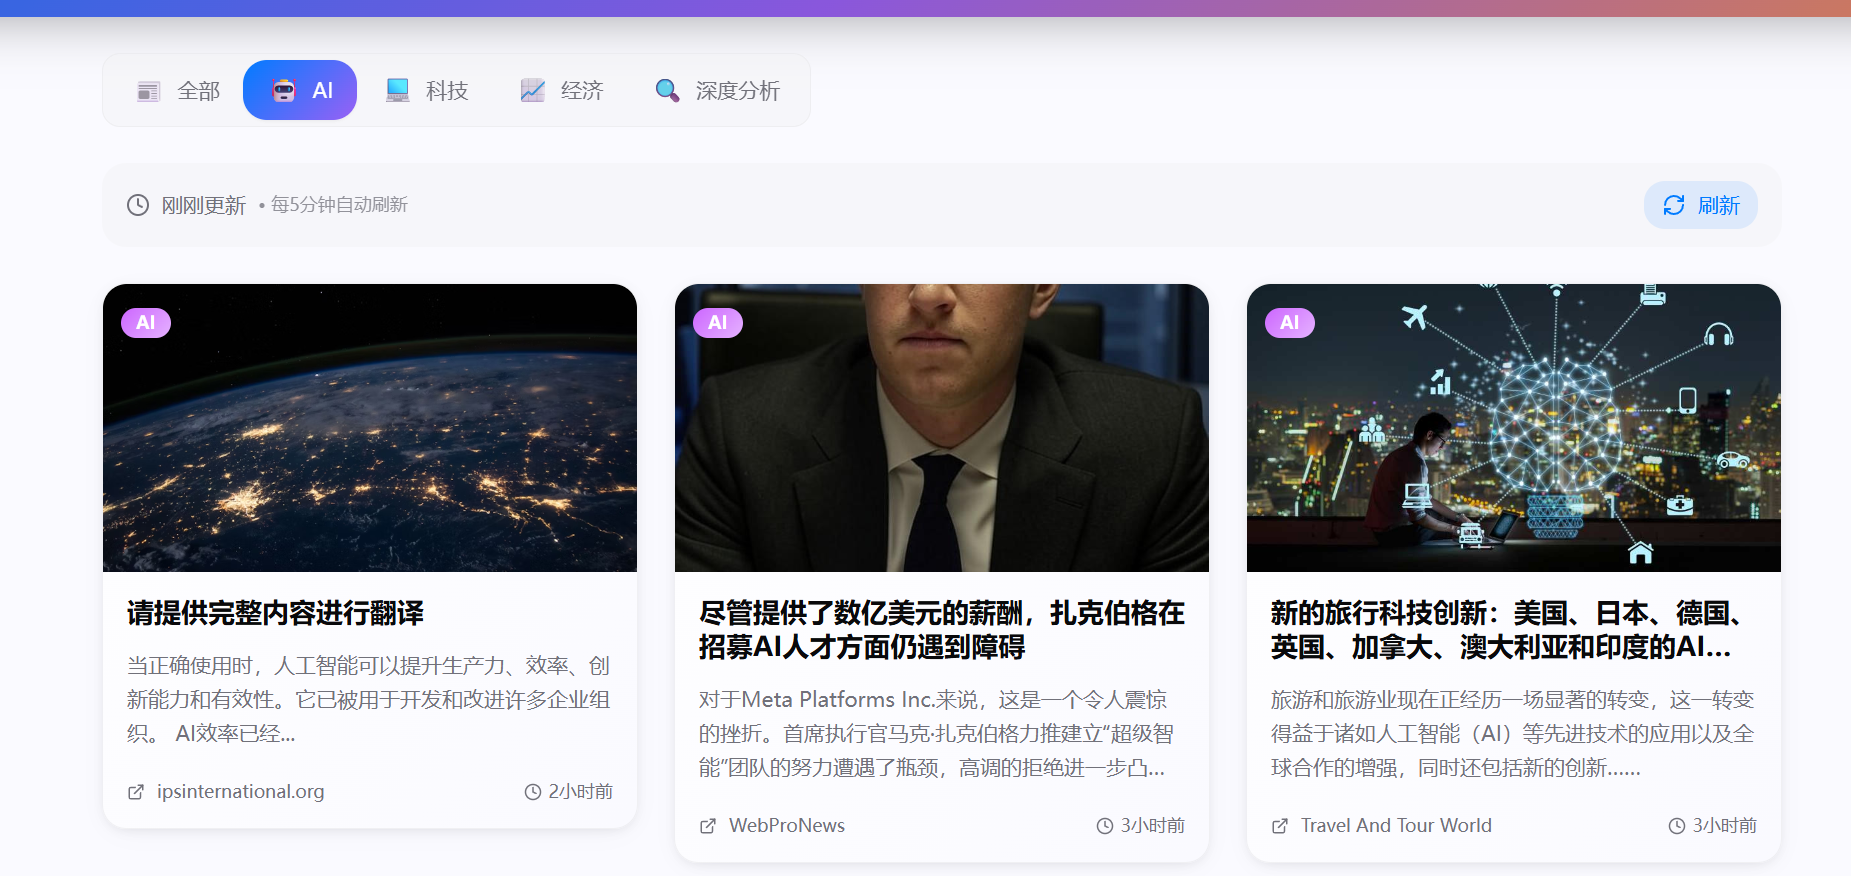 全部
AI
科技
经济
深度分析
刚刚更新 • 每5分钟自动刷新
刷新
AI
请提供完整内容进行翻译
当正确使用时，人工智能可以提升生产力、效率、创
新能力和有效性。它已被用于开发和改进许多企业组
织。 AI效率已经...
ipsinternational.org
2小时前
AI
尽管提供了数亿美元的薪酬，扎克伯格在
招募AI人才方面仍遇到障碍
对于Meta Platforms Inc.来说，这是一个令人震惊
的挫折。首席执行官马克·扎克伯格力推建立“超级智
能”团队的努力遭遇了瓶颈，高调的拒绝进一步凸...
WebProNews
3小时前
AI
新的旅行科技创新：美国、日本、德国、
英国、加拿大、澳大利亚和印度的AI...
旅游和旅游业现在正经历一场显著的转变，这一转变
得益于诸如人工智能（AI）等先进技术的应用以及全
球合作的增强，同时还包括新的创新......
Travel And Tour World
3小时前